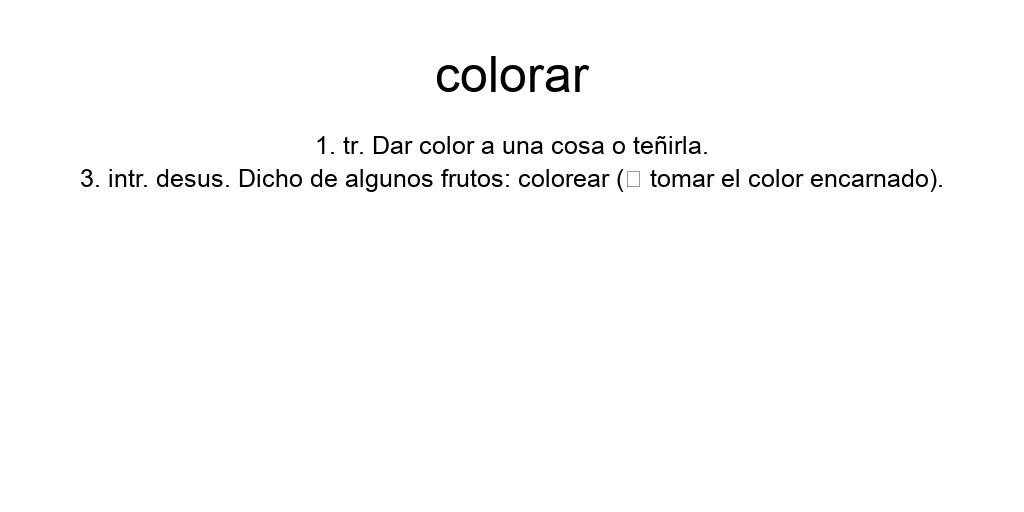 colorar
1. tr. Dar color a una cosa o teñirla.
3. intr. desus. Dicho de algunos frutos: colorear (‖ tomar el color encarnado).